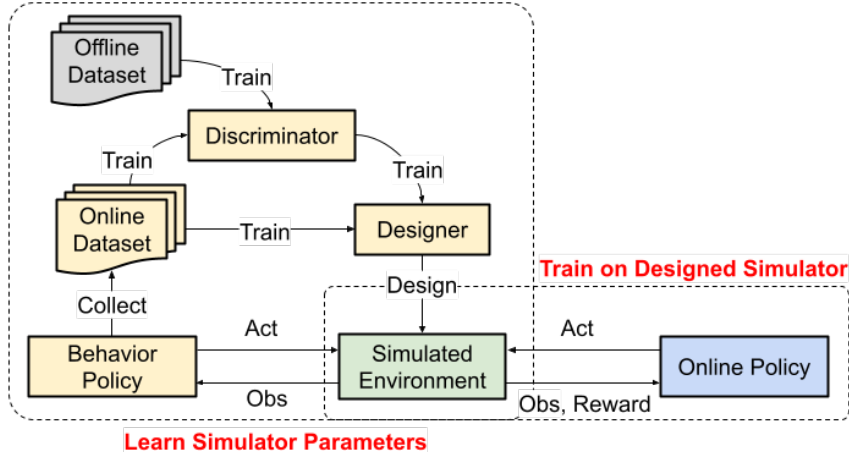 Offline
Dataset
Train
Discriminator
Train
Train
Online
Dataset
Train
Designer
Train on Designed Simulator
Design
Collect
Act
Act
Behavior
Policy
Simulated
Environment
Online Policy
Obs
Obs, Reward
Learn Simulator Parameters